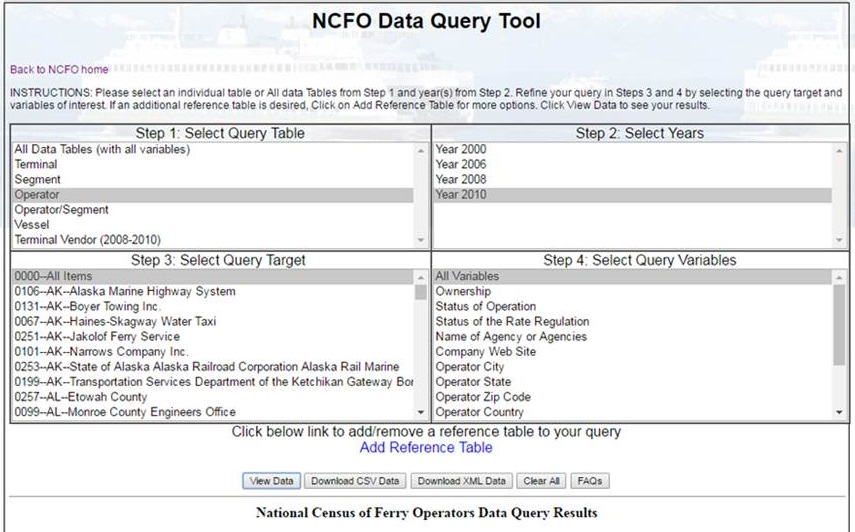 NCFO Data Query Tool
Back to NCFO home
INSTRUCTIONS: Please select an individual table or All data Tables from Step 1 and year(s) from Step 2. Refine your query in Steps 3 and 4 by selecting the query target and
variables of interest. If an additional reference table is desired, Click on Add Reference Table for more options. Click View Data to see your results.
Step 1: Select Query Table
All Data Tables (with all variables)
Terminal
Segment
Operator
Operator/Segment
Vessel
Terminal Vendor (2008-2010)
Step 2: Select Years
Year 2000
Year 2006
Year 2008
Year 2010
Step 3: Select Query Target
0000--All Items
0106--AK--Alaska Marine Highway System
0131--AK--Boyer Towing Inc.
0067--AK--Haines-Skagway Water Taxi
0251--AK--Jakolof Ferry Service
0101--AK--Narrows Company Inc.
0253--AK--State of Alaska Alaska Railroad Corporation Alaska Rail Marine
0199--AK--Transportation Services Department of the Ketchikan Gateway Bor
0257--AL--Etowah County
0099--AL--Monroe County Engineers Office
Step 4: Select Query Variables
All Variables
Ownership
Status of Operation
Status of the Rate Regulation
Name of Agency or Agencies
Company Web Site
Operator City
Operator State
Operator Zip Code
Operator Country
Click below link to add/remove a reference table to your query
Add Reference Table
View Data Download CSV Data Download XML Data Clear All FAQs
National Census of Ferry Operators Data Query Results